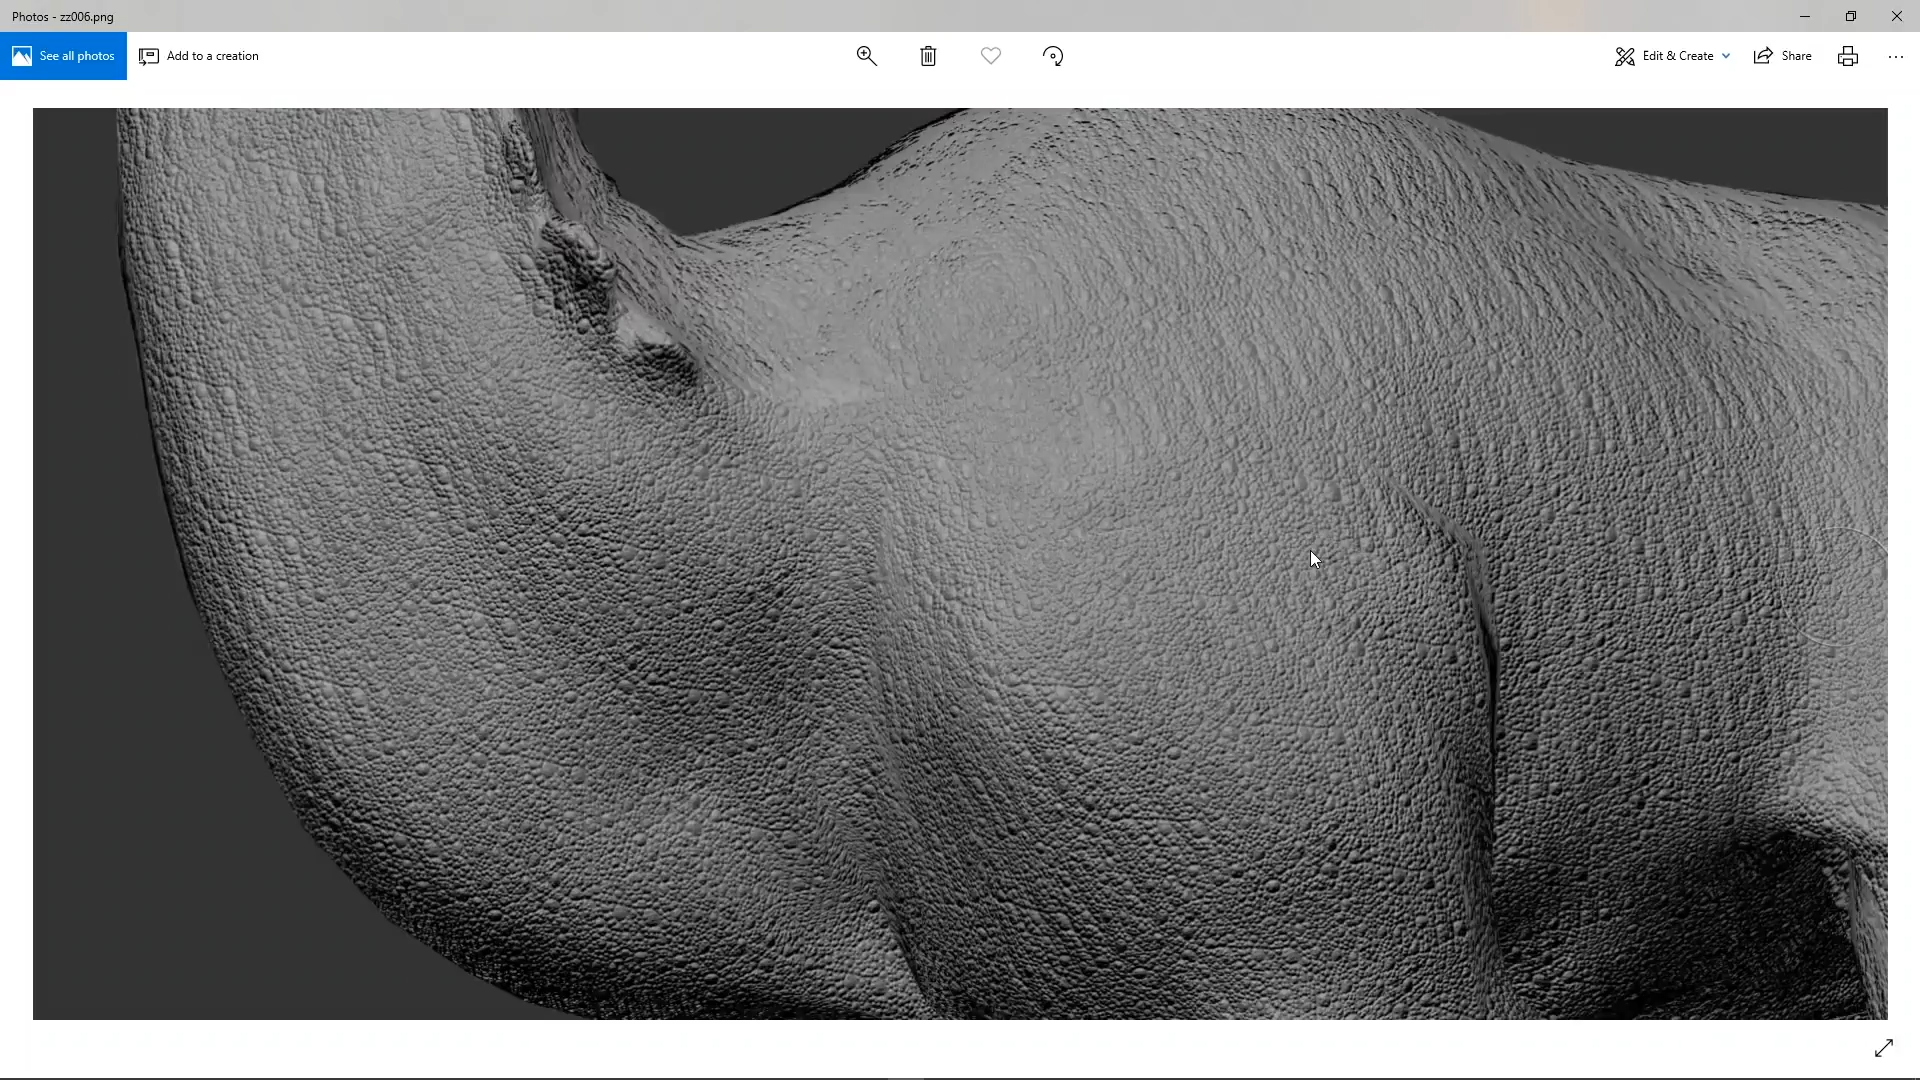 Photos - zz006.png
See all photos
Add to a creation
Edit & Create
Share